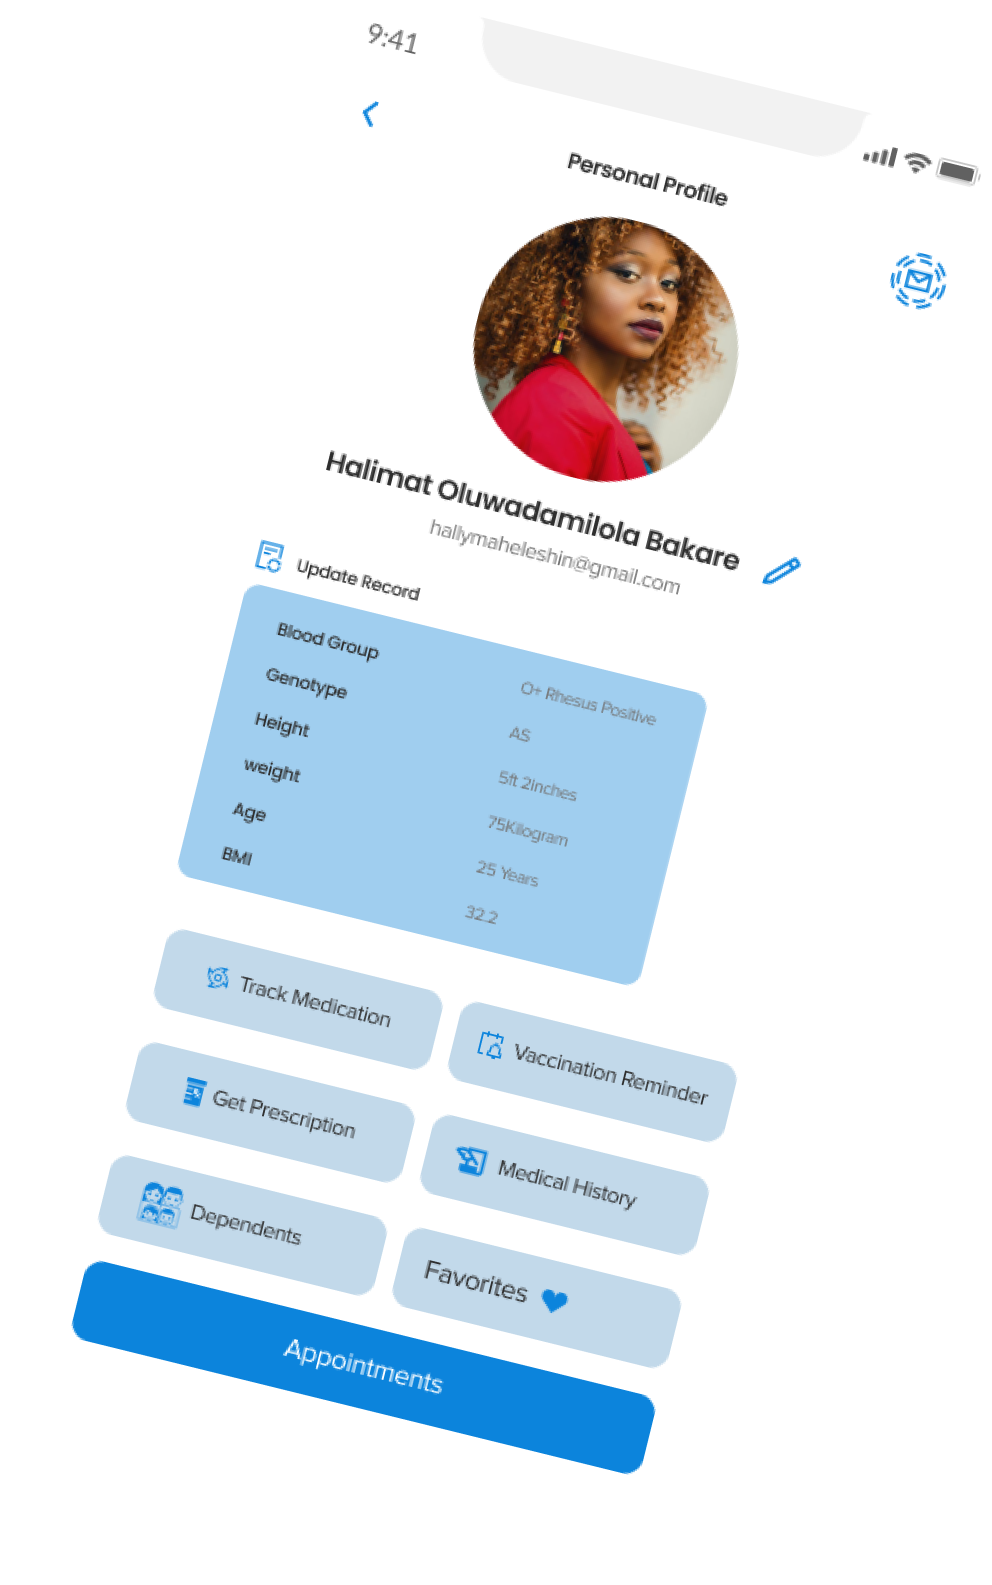 9:41
Personal Profile
Halimat Oluwadamilola Bakare
hallymaheleshin@gmail.com
Update Record
Blood Group O+ Rhesus Positive
Genotype AS
Height 5ft 2Inches
weight 75Kilogram
Age 25 Years
BMI 32.2
Track Medication
Vaccination Reminder
Get Prescription
Medical History
Dependents
Favorites
Appointments